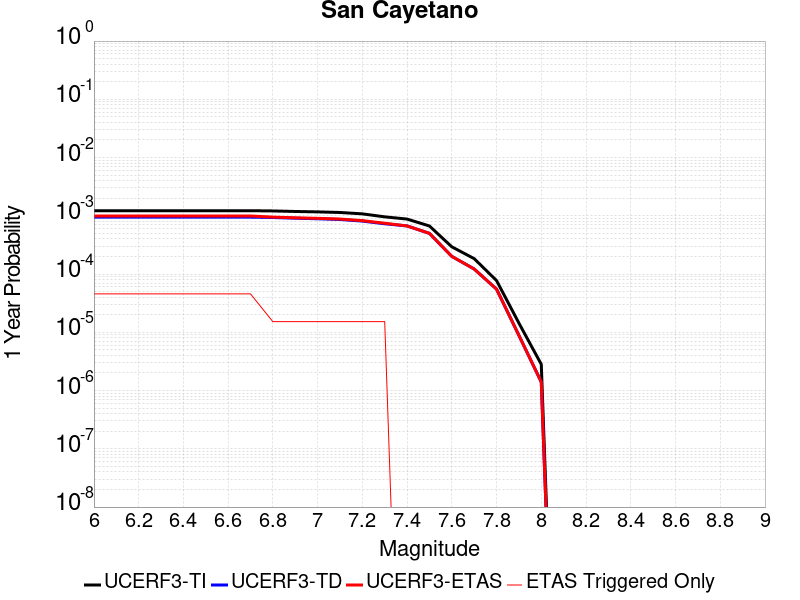 San Cayetano
10^0
10^-1
10^-2
10^-3
10^-4
10^-5
10^-6
10^-7
10^-8
1 Year Probability
6 6.2 6.4 6.6 6.8 7 7.2 7.4 7.6 7.8 8 8.2 8.4 8.6 8.8 9
Magnitude
UCERF3-TI UCERF3-TD UCERF3-ETAS ETAS Triggered Only